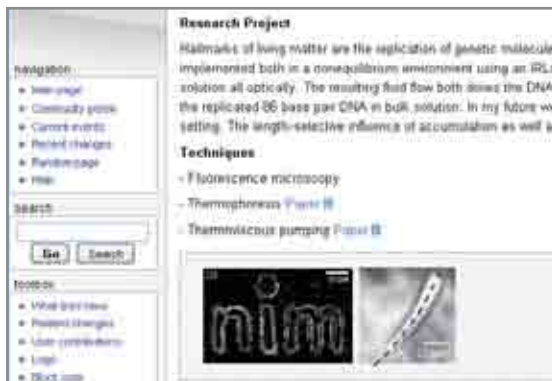 navigation
Main page
Community portal
Current events
Recent changes
Random page
Help
search
Go Search
toolbox
What links here
Related changes
User contributions
Logs
Research Project
Hallmarks of living matter are the replication of genetic molecule
implemented both in a nonequilibrium environment using an IRL
solution all optically. The resulting fluid flow both drives the DNA
the replicated 86 base pair DNA in bulk solution. In my future w
setting. The length-selective influence of accumulation as well a
Techniques
- Fluorescence microscopy
- Thermophoresis Paper
- Thermoviscous pumping Paper
nim